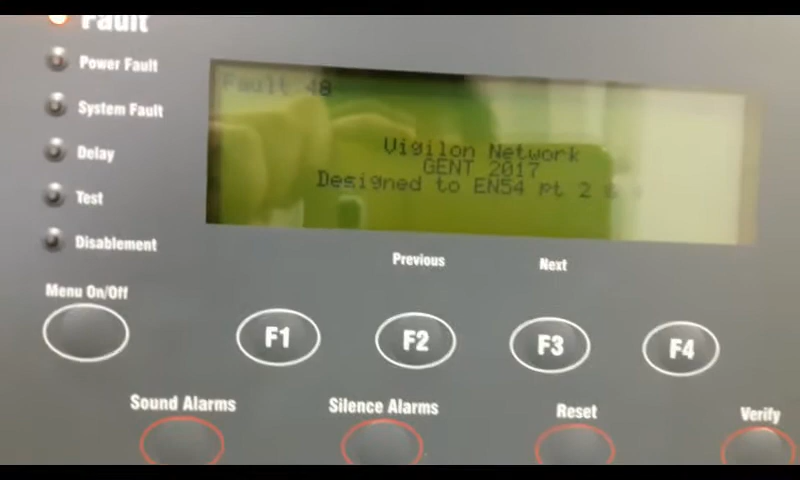 Fault
Power Fault
System Fault
Delay
Test
Disablement
Fault 48
Vigilon Network
GENT 2017
Designed to EN54 pt 2
Previous
Next
Menu On/Off
F1
F2
F3
F4
Sound Alarms
Silence Alarms
Reset
Verify